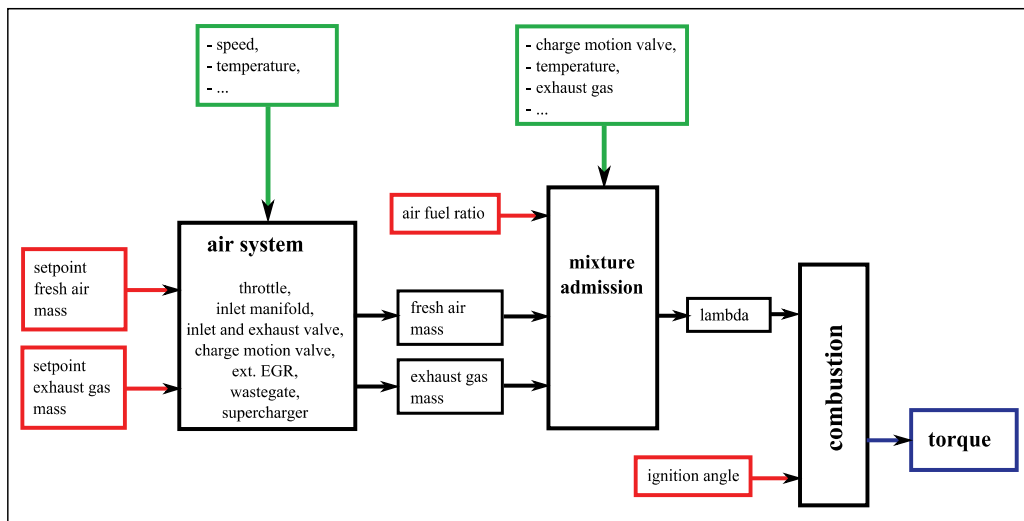 - speed,
- temperature,
- ...
- charge motion valve,
- temperature,
- exhaust gas
- ...
air fuel ratio
setpoint
fresh air
mass
setpoint
exhaust gas
mass
air system
throttle,
inlet manifold,
inlet and exhaust valve,
charge motion valve,
ext. EGR,
wastegate,
supercharger
fresh air
mass
exhaust gas
mass
mixture
admission
lambda
ignition angle
combustion
torque